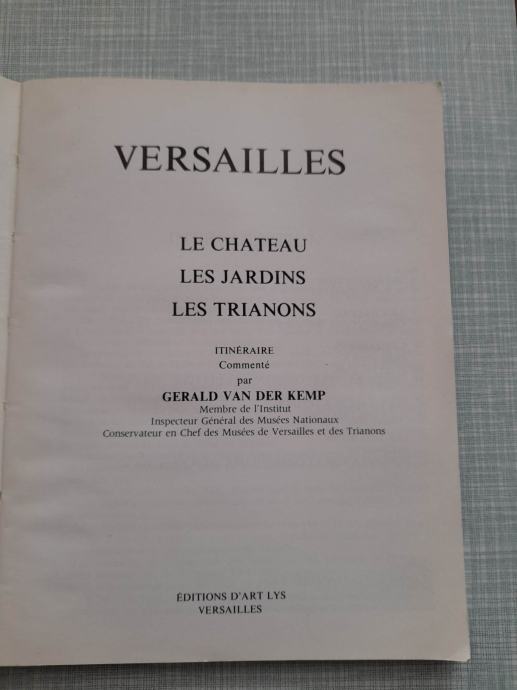 VERSAILLES
LE CHATEAU
LES JARDINS
LES TRIANONS
ITINÉRAIRE
Commenté
par
GERALD VAN DER KEMP
Membre de l'Institut
Inspecteur Général des Musées Nationaux
Conservateur en Chef des Musées de Versailles et des Trianons
ÉDITIONS D'ART LYS
VERSAILLES